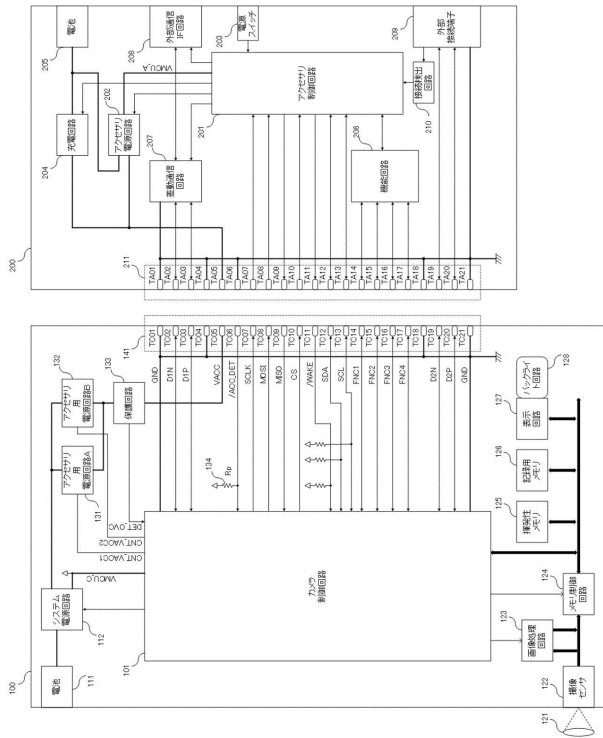 100
電池
111
システム
電源回路
112
VMCU_C
CNT_VACC1
CNT_VACC2
DET_OVC
アクセサリ用
電源回路A
131
アクセサリ用
電源回路B
132
保護回路
133
カメラ
制御回路
101
Rp
134
GND
D1N
D1P
VACC
/ACC_DET
SCLK
MOSI
MISO
CS
/WAKE
SDA
SCL
FNC1
FNC2
FNC3
FNC4
D2N
D2P
GND
141
TC01
TC02
TC03
TC04
TC05
TC06
TC07
TC08
TC09
TC10
TC11
TC12
TC13
TC14
TC15
TC16
TC17
TC18
TC19
TC20
TC21
121
撮像
センサ
122
画像処理
回路
123
メモリ制御
回路
124
揮発性
メモリ
125
記録用
メモリ
126
表示
回路
127
バックライト回路
128
200
211
TA01
TA02
TA03
TA04
TA05
TA06
TA07
TA08
TA09
TA10
TA11
TA12
TA13
TA14
TA15
TA16
TA17
TA18
TA19
TA20
TA21
充電回路
204
アクセサリ
電源回路
202
電池
205
差動通信
回路
207
VMCU_A
外部通信
IF回路
208
電源
スイッチ
203
アクセサリ
制御回路
201
機能回路
206
接続検出
回路
210
外部
接続端子
209